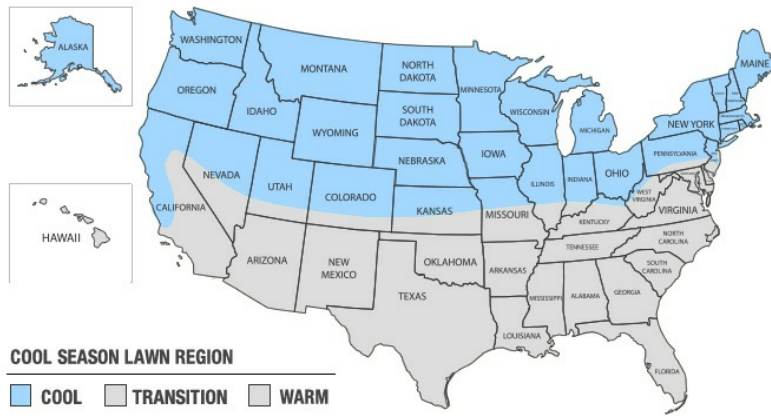 ALASKA
HAWAII
WASHINGTON
OREGON
IDAHO
MONTANA
WYOMING
NORTH
DAKOTA
SOUTH
DAKOTA
NEBRASKA
MINNESOTA
IOWA
WISCONSIN
MICHIGAN
ILLINOIS
INDIANA
OHIO
PENNSYLVANIA
NEW YORK
MAINE
CALIFORNIA
NEVADA
UTAH
COLORADO
KANSAS
MISSOURI
KENTUCKY
WEST
VIRGINIA
VIRGINIA
ARIZONA
NEW
MEXICO
OKLAHOMA
TEXAS
ARKANSAS
TENNESSEE
NORTH
CAROLINA
SOUTH
CAROLINA
MISSISSIPPI
ALABAMA
GEORGIA
LOUISIANA
FLORIDA
COOL SEASON LAWN REGION
COOL TRANSITION WARM